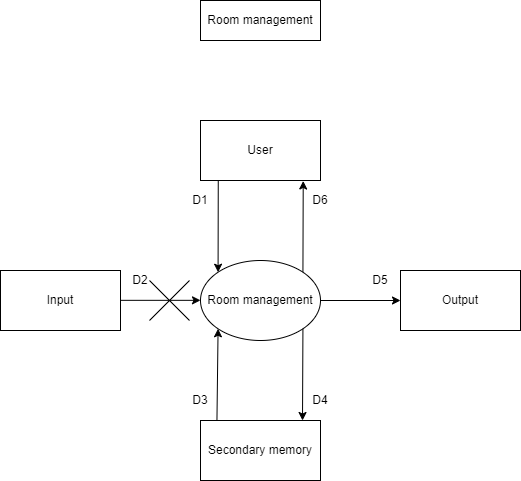 Room management
User
D1
D6
D2
D5
Input
Room management
Output
D3
D4
Secondary memory